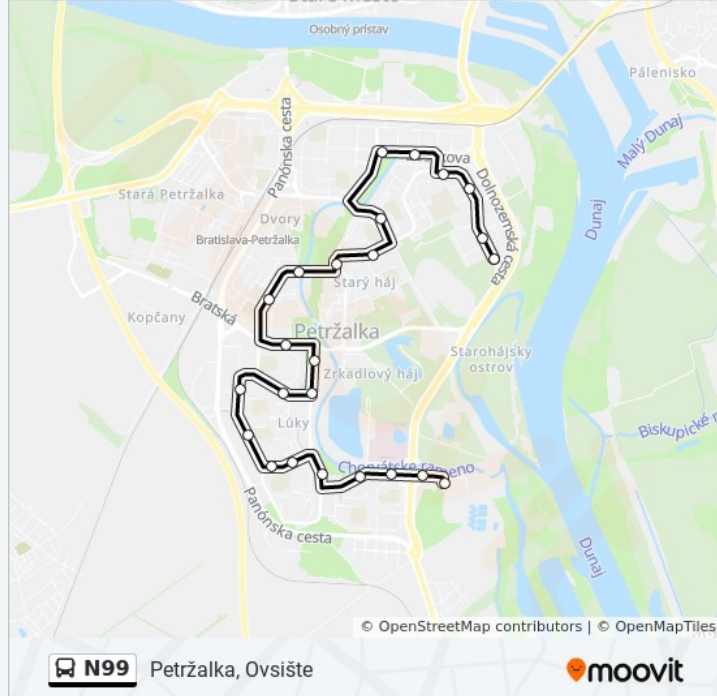 Osobný prístav
Pálenisko
Malý Dunaj
Panónska cesta
kova
Stará Petržalka
Dvory
Dolnozemská cesta
Dunaj
Bratislava-Petržalka
Starý háj
Kopčany
Bratská
Petržalka
Starohájsky
ostrov
Zrkadlový háj
Lúky
Biskupické r
Chorvátske rameno
Panónska cesta
Dunaj
© OpenStreetMap contributors | © OpenMapTiles
N99 Petržalka, Ovsište
moovit